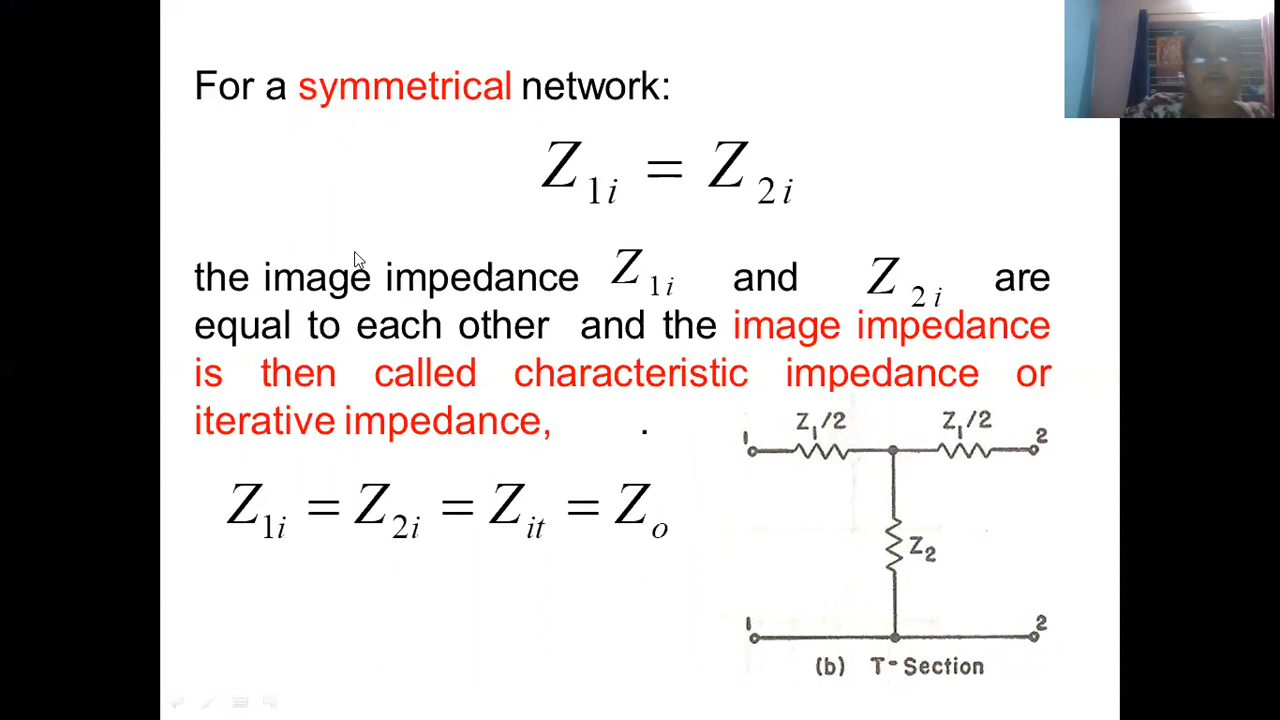 For a symmetrical network:
Z1i = Z2i
the image impedance Z1i and Z2i are
equal to each other and the image impedance
is then called characteristic impedance or
iterative impedance, .
Z1i = Z2i = Zit = Zo
Z1/2 Z1/2
1 2
Z2
1 2
(b) T-Section